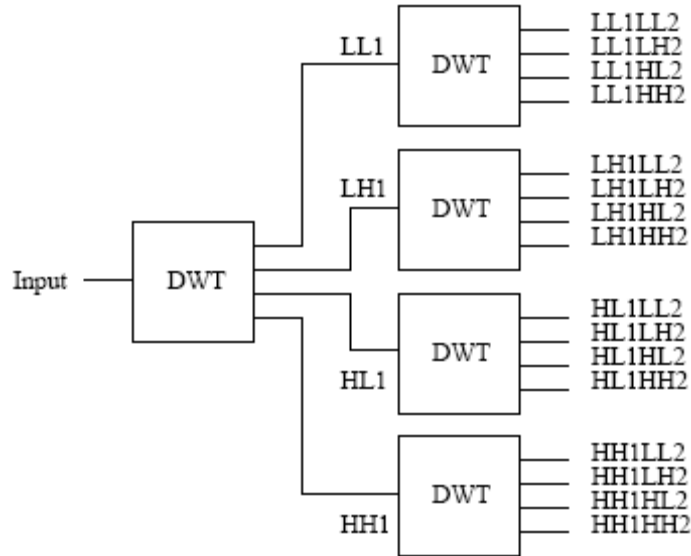 LL1
DWT
LL1LL2
LL1LH2
LL1HL2
LL1HH2
LH1
DWT
LH1LL2
LH1LH2
LH1HL2
LH1HH2
Input
DWT
HL1
DWT
HL1LL2
HL1LH2
HL1HL2
HL1HH2
HH1
DWT
HH1LL2
HH1LH2
HH1HL2
HH1HH2